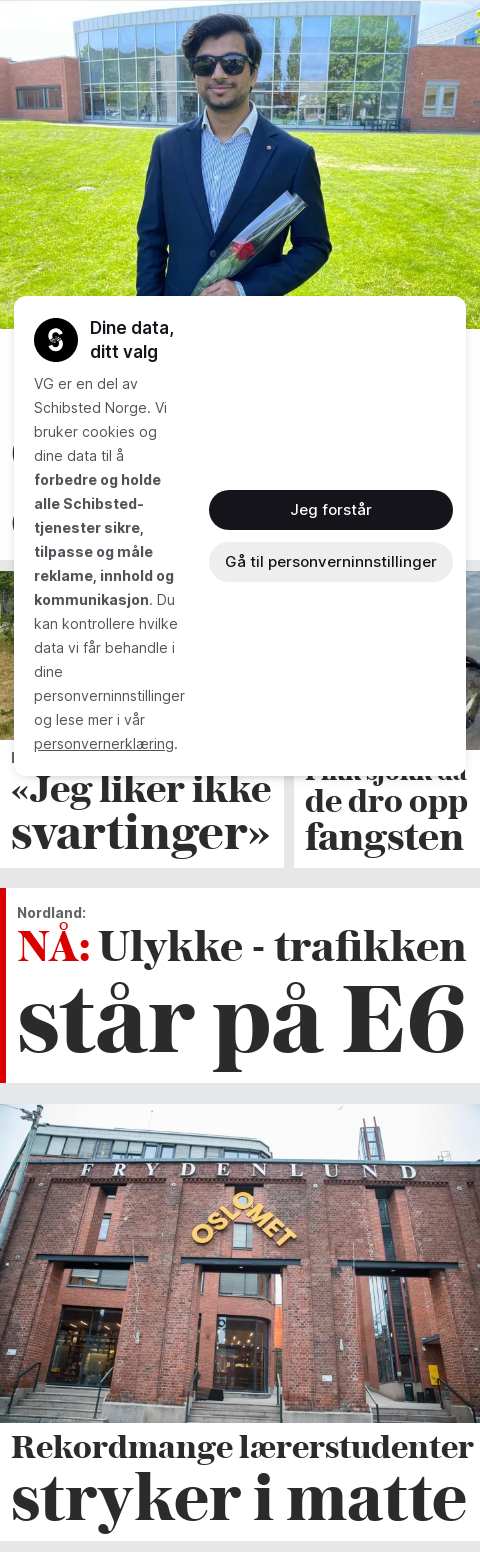 Dine data,
ditt valg
VG er en del av
Schibsted Norge. Vi
bruker cookies og
dine data til å
forbedre og holde
alle Schibsted-
tjenester sikre,
tilpasse og måle
reklame, innhold og
kommunikasjon. Du
kan kontrollere hvilke
data vi får behandle i
dine
personverninnstillinger
og lese mer i vår
personvernerklæring.
Jeg forstår
Gå til personverninnstillinger
«Jeg liker ikke
svartinger»
de dro opp
fangsten
Nordland:
NÅ: Ulykke - trafikken
står på E6
FRYDENLUND
OSLOMET
Rekordmange lærerstudenter
stryker i matte